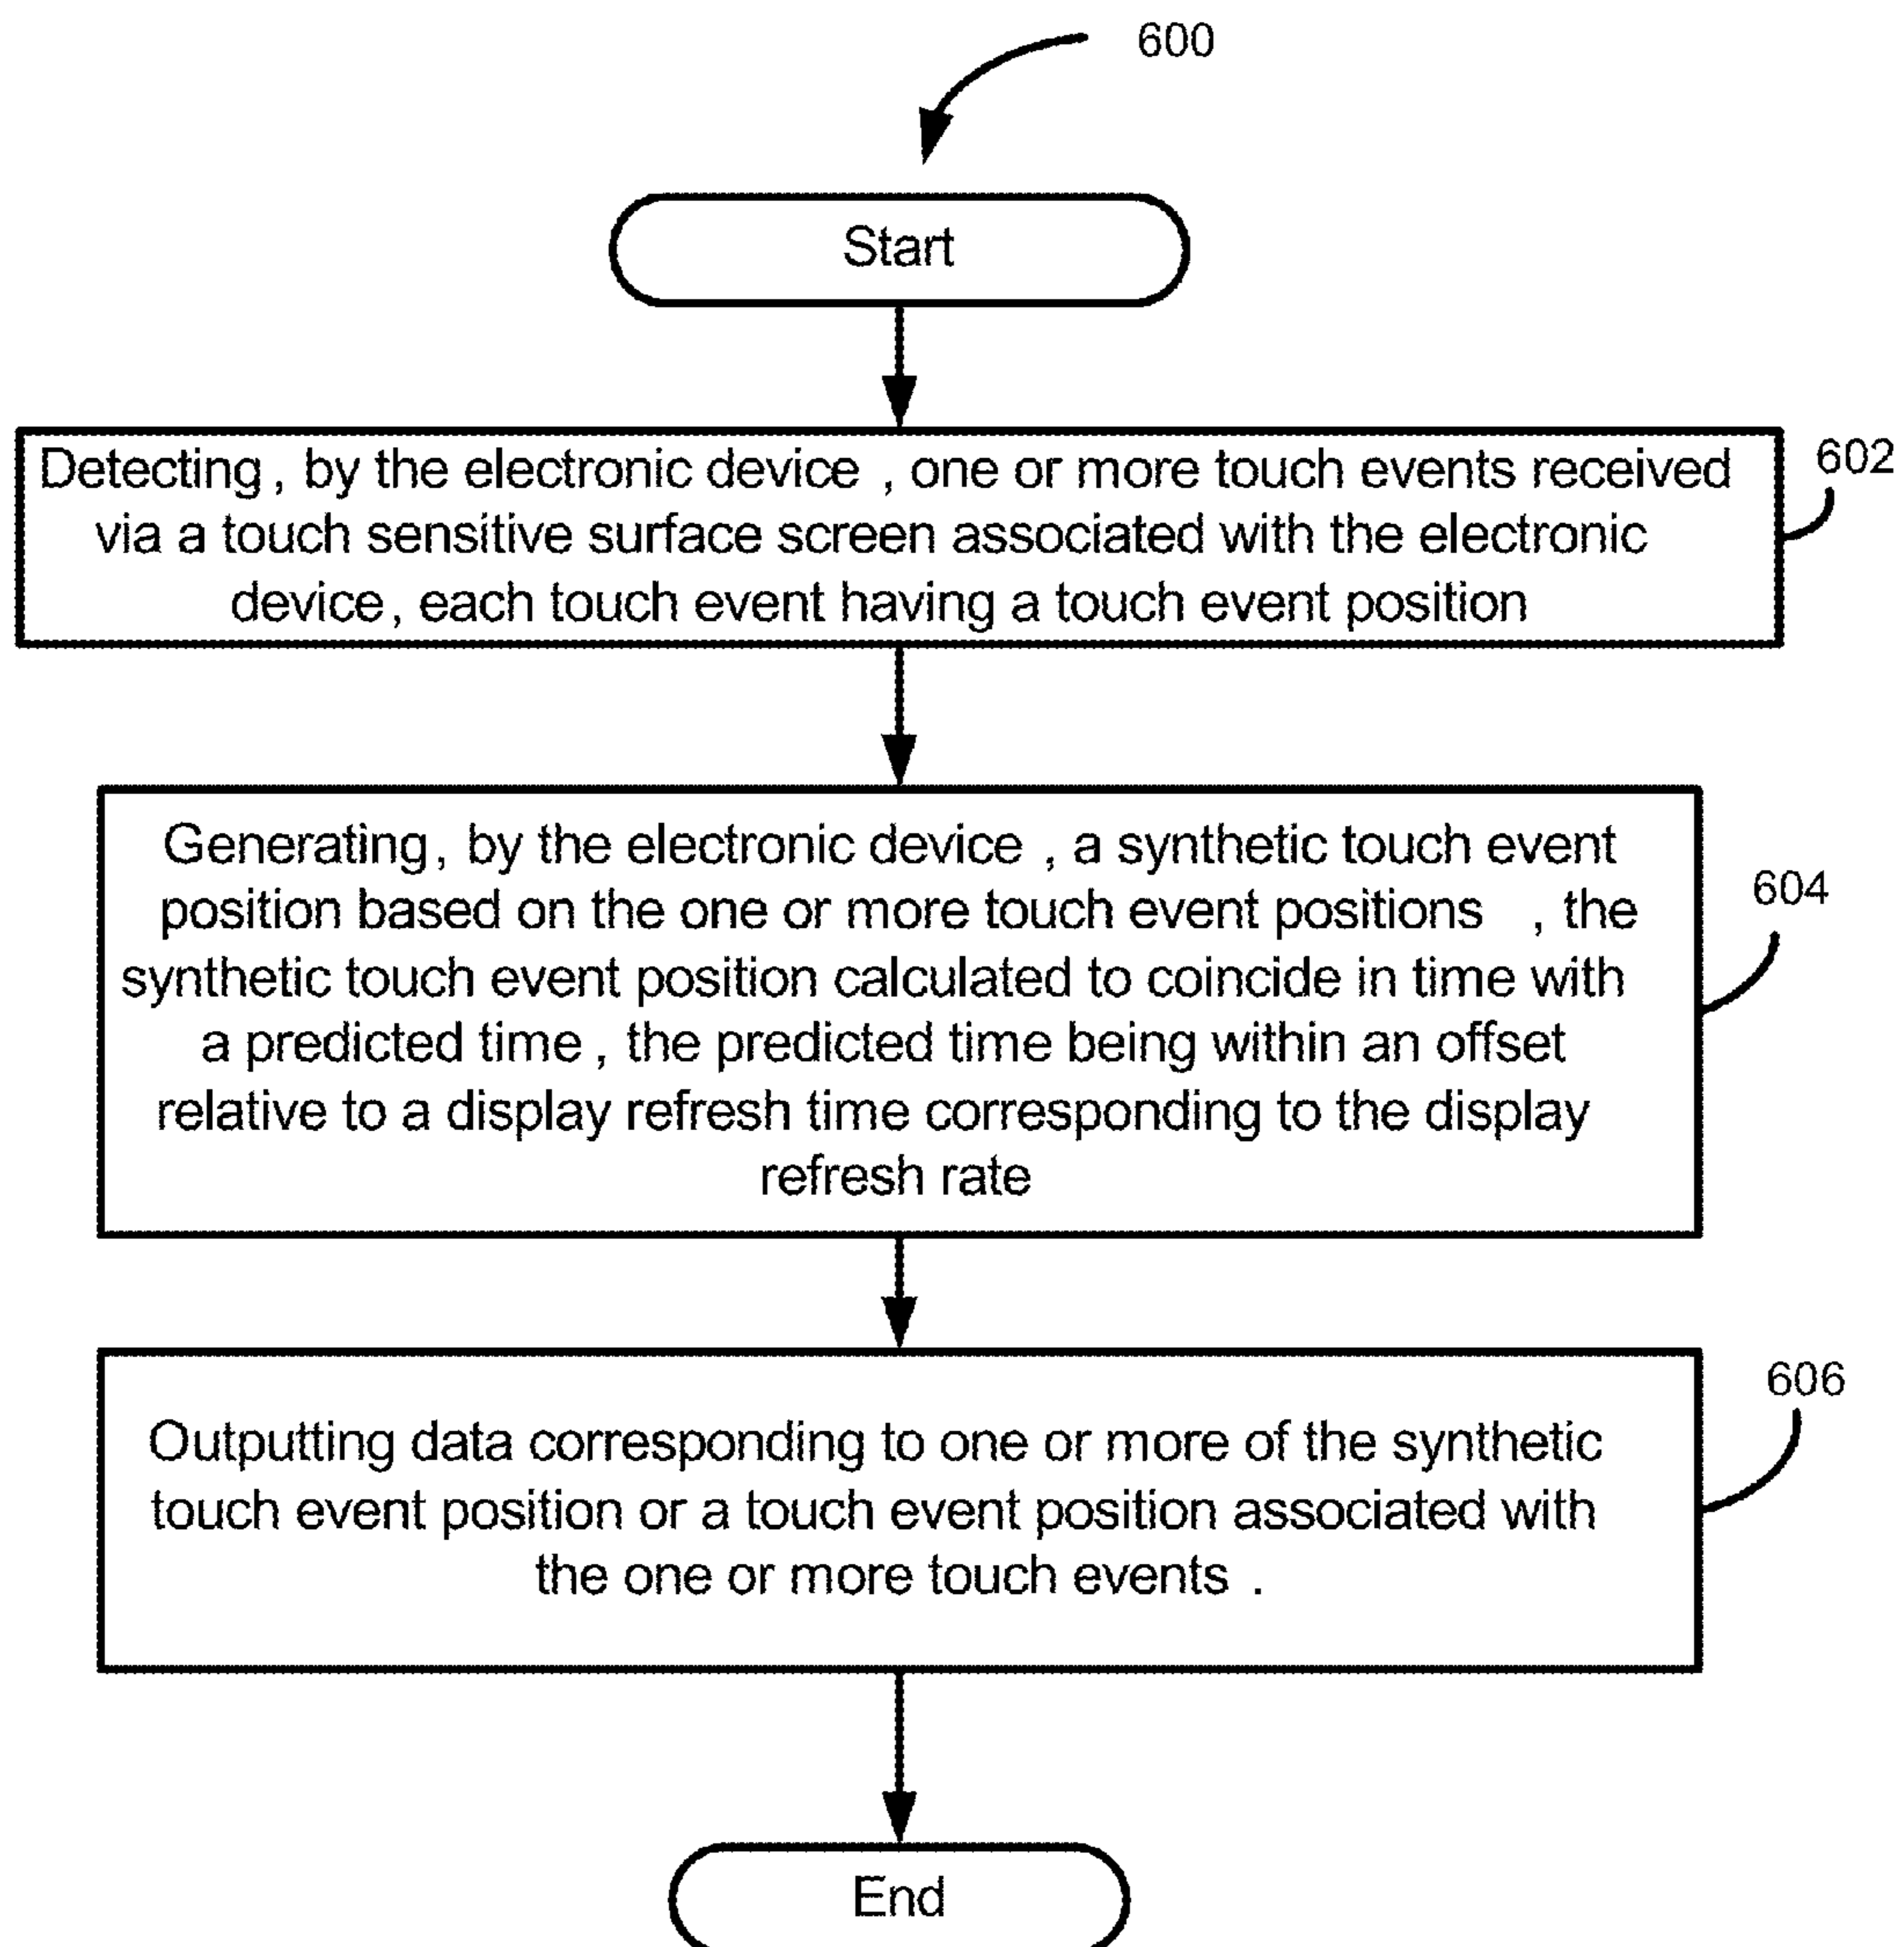 600
Start
Detecting, by the electronic device , one or more touch events received
via a touch sensitive surface screen associated with the electronic
device, each touch event having a touch event position
602
Generating, by the electronic device , a synthetic touch event
position based on the one or more touch event positions , the
synthetic touch event position calculated to coincide in time with
a predicted time, the predicted time being within an offset
relative to a display refresh time corresponding to the display
refresh rate
604
Outputting data corresponding to one or more of the synthetic
touch event position or a touch event position associated with
the one or more touch events .
606
End